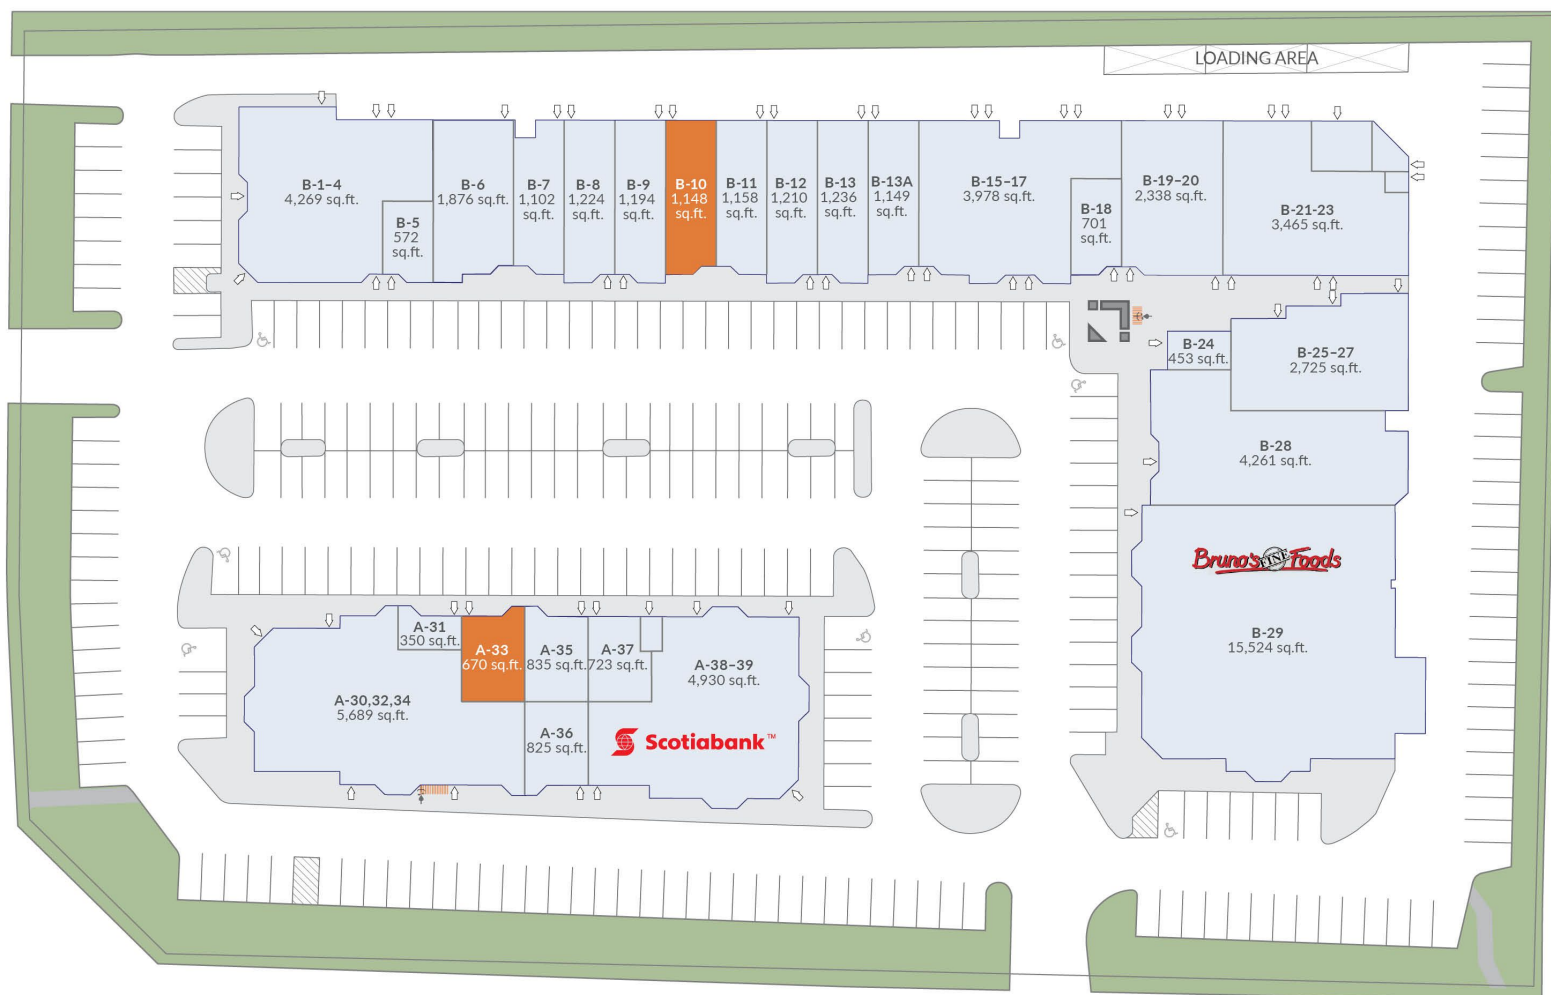 LOADING AREA
B-1–4
4,269 sq.ft.
B-5
572
sq.ft.
B-6
1,876 sq.ft.
B-7
1,102
sq.ft.
B-8
1,224
sq.ft.
B-9
1,194
sq.ft.
B-10
1,148
sq.ft.
B-11
1,158
sq.ft.
B-12
1,210
sq.ft.
B-13
1,236
sq.ft.
B-13A
1,149
sq.ft.
B-15–17
3,978 sq.ft.
B-18
701
sq.ft.
B-19–20
2,338 sq.ft.
B-21-23
3,465 sq.ft.
B-24
453 sq.ft.
B-25–27
2,725 sq.ft.
B-28
4,261 sq.ft.
Bruno's FINE Foods
B-29
15,524 sq.ft.
A-30,32,34
5,689 sq.ft.
A-31
350 sq.ft.
A-33
670 sq.ft.
A-35
835 sq.ft.
A-36
825 sq.ft.
A-37
723 sq.ft.
A-38–39
4,930 sq.ft.
Scotiabank™